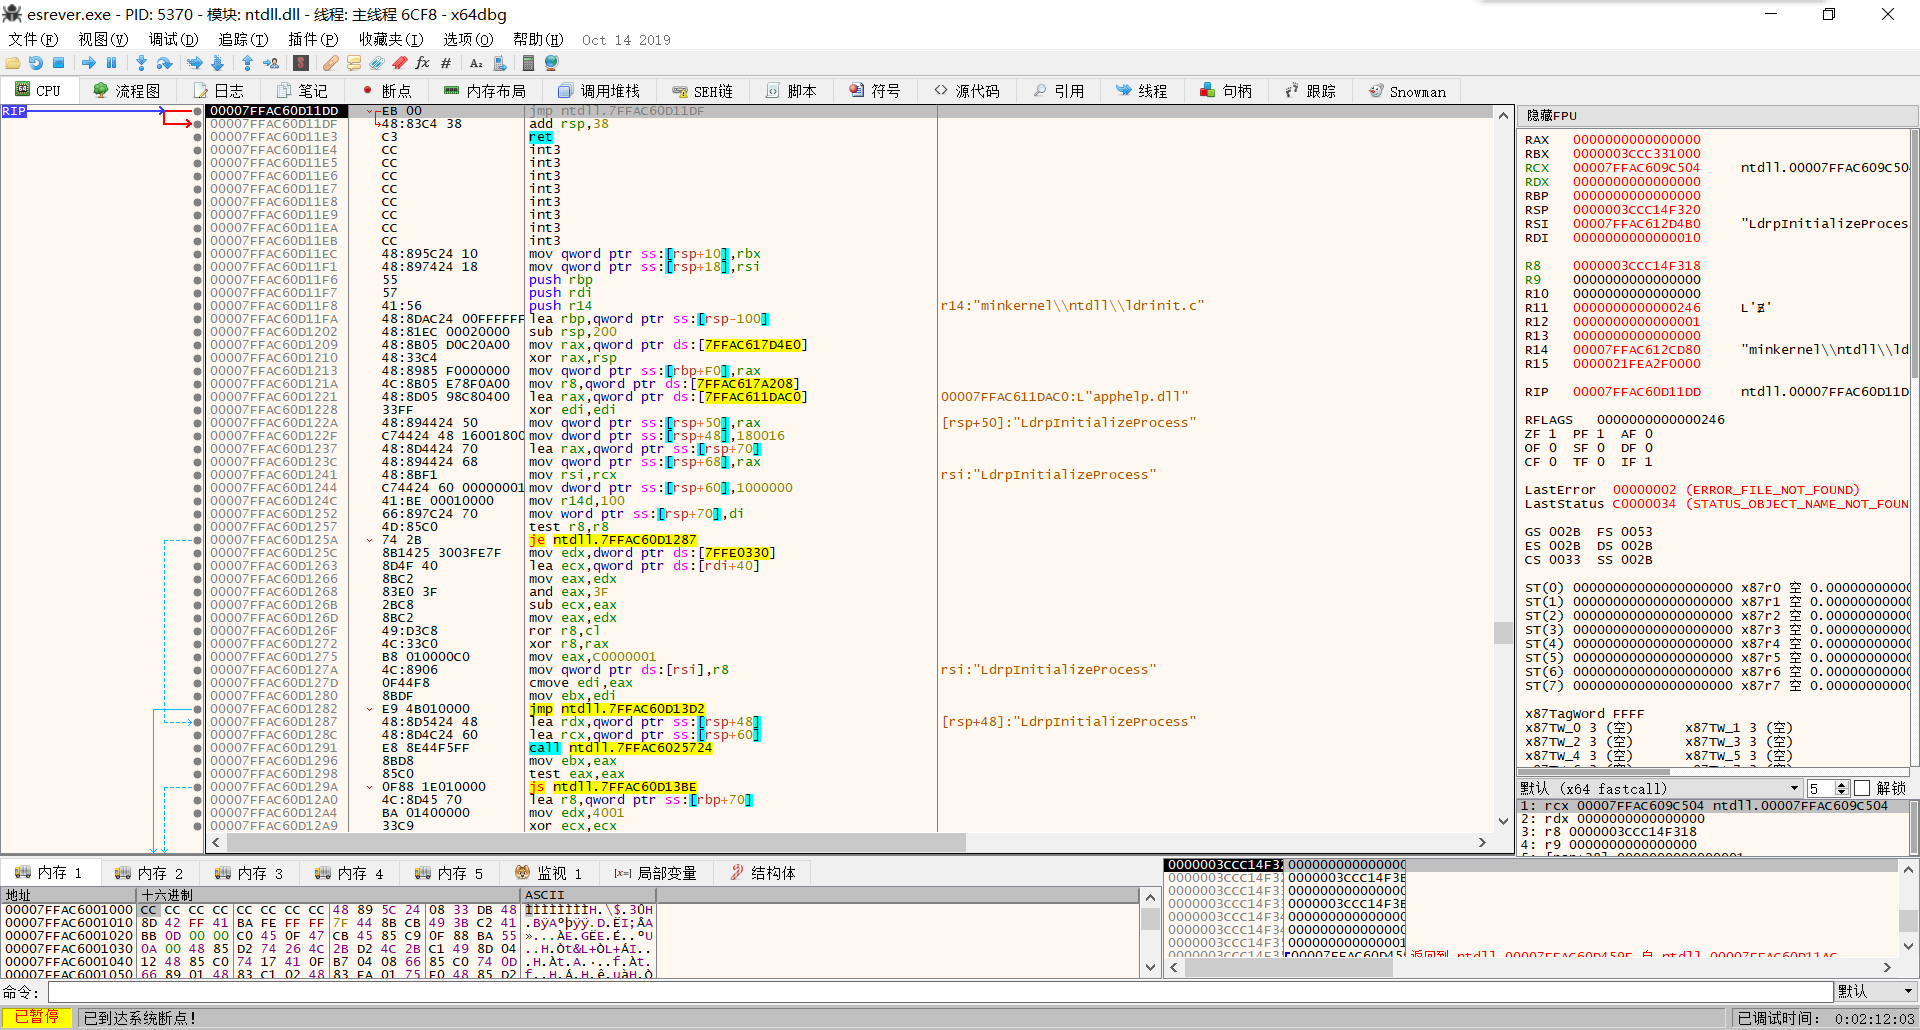 esrever.exe - PID: 5370 - 模块: ntdll.dll - 线程: 主线程 6CF8 - x64dbg
文件(F) 视图(V) 调试(D) 追踪(T) 插件(P) 收藏夹(I) 选项(O) 帮助(H) Oct 14 2019
CPU 流程图 日志 笔记 断点 内存布局 调用堆栈 SEH链 脚本 符号 源代码 引用 线程 句柄 跟踪 Snowman
RIP
00007FFAC60D11DD EB 00 jmp ntdll.7FFAC60D11DF
00007FFAC60D11DF 48:83C4 38 add rsp,38
00007FFAC60D11E3 C3 ret
00007FFAC60D11E4 CC int3
00007FFAC60D11E5 CC int3
00007FFAC60D11E6 CC int3
00007FFAC60D11E7 CC int3
00007FFAC60D11E8 CC int3
00007FFAC60D11E9 CC int3
00007FFAC60D11EA CC int3
00007FFAC60D11EB CC int3
00007FFAC60D11EC 48:895C24 10 mov qword ptr ss:[rsp+10],rbx
00007FFAC60D11F1 48:897424 18 mov qword ptr ss:[rsp+18],rsi
00007FFAC60D11F6 55 push rbp
00007FFAC60D11F7 57 push rdi
00007FFAC60D11F8 41:56 push r14 r14:"minkernel\\ntdll\\ldrinit.c"
00007FFAC60D11FA 48:8DAC24 00FFFFFF lea rbp,qword ptr ss:[rsp-100]
00007FFAC60D1202 48:81EC 00020000 sub rsp,200
00007FFAC60D1209 48:8B05 D0C20A00 mov rax,qword ptr ds:[7FFAC617D4E0]
00007FFAC60D1210 48:33C4 xor rax,rsp
00007FFAC60D1213 48:8985 F0000000 mov qword ptr ss:[rbp+F0],rax
00007FFAC60D121A 4C:8B05 E78F0A00 mov r8,qword ptr ds:[7FFAC617A208]
00007FFAC60D1221 48:8D05 98C80400 lea rax,qword ptr ds:[7FFAC611DAC0] 00007FFAC611DAC0:L"apphelp.dll"
00007FFAC60D1228 33FF xor edi,edi
00007FFAC60D122A 48:894424 50 mov qword ptr ss:[rsp+50],rax [rsp+50]:"LdrpInitializeProcess"
00007FFAC60D122F C74424 48 16001800 mov dword ptr ss:[rsp+48],180016
00007FFAC60D1237 48:8D4424 70 lea rax,qword ptr ss:[rsp+70]
00007FFAC60D123C 48:894424 68 mov qword ptr ss:[rsp+68],rax
00007FFAC60D1241 48:8BF1 mov rsi,rcx rsi:"LdrpInitializeProcess"
00007FFAC60D1244 C74424 60 00000001 mov dword ptr ss:[rsp+60],1000000
00007FFAC60D124C 41:BE 00010000 mov r14d,100
00007FFAC60D1252 66:897C24 70 mov word ptr ss:[rsp+70],di
00007FFAC60D1257 4D:85C0 test r8,r8
00007FFAC60D125A 74 2B je ntdll.7FFAC60D1287
00007FFAC60D125C 8B1425 3003FE7F mov edx,dword ptr ds:[7FFE0330]
00007FFAC60D1263 8D4F 40 lea ecx,qword ptr ds:[rdi+40]
00007FFAC60D1266 8BC2 mov eax,edx
00007FFAC60D1268 83E0 3F and eax,3F
00007FFAC60D126B 2BC8 sub ecx,eax
00007FFAC60D126D 8BC2 mov eax,edx
00007FFAC60D126F 49:D3C8 ror r8,cl
00007FFAC60D1272 4C:33C0 xor r8,rax
00007FFAC60D1275 B8 010000C0 mov eax,C0000001
00007FFAC60D127A 4C:8906 mov qword ptr ds:[rsi],r8 rsi:"LdrpInitializeProcess"
00007FFAC60D127D 0F44F8 cmove edi,eax
00007FFAC60D1280 8BDF mov ebx,edi
00007FFAC60D1282 E9 4B010000 jmp ntdll.7FFAC60D13D2
00007FFAC60D1287 48:8D5424 48 lea rdx,qword ptr ss:[rsp+48] [rsp+48]:"LdrpInitializeProcess"
00007FFAC60D128C 48:8D4C24 60 lea rcx,qword ptr ss:[rsp+60]
00007FFAC60D1291 E8 8E44F5FF call ntdll.7FFAC6025724
00007FFAC60D1296 8BD8 mov ebx,eax
00007FFAC60D1298 85C0 test eax,eax
00007FFAC60D129A 0F88 1E010000 js ntdll.7FFAC60D13BE
00007FFAC60D12A0 4C:8D45 70 lea r8,qword ptr ss:[rbp+70]
00007FFAC60D12A4 BA 01400000 mov edx,4001
00007FFAC60D12A9 33C9 xor ecx,ecx
隐藏FPU
RAX 0000000000000000
RBX 0000003CCC331000
RCX 00007FFAC609C504 ntdll.00007FFAC609C504
RDX 0000000000000000
RBP 0000000000000000
RSP 0000003CCC14F320
RSI 00007FFAC612D4B0 "LdrpInitializeProces
RDI 0000000000000010
R8 0000003CCC14F318
R9 0000000000000000
R10 0000000000000000
R11 0000000000000246
R12 0000000000000001
R13 0000000000000000
R14 00007FFAC612CD80 "minkernel\\ntdll\\ld
R15 0000021FEA2F0000
RIP 00007FFAC60D11DD ntdll.00007FFAC60D11D
RFLAGS 0000000000000246
ZF 1 PF 1 AF 0
OF 0 SF 0 DF 0
CF 0 TF 0 IF 1
LastError 00000002 (ERROR_FILE_NOT_FOUND)
LastStatus C0000034 (STATUS_OBJECT_NAME_NOT_FOUN
GS 002B FS 0053
ES 002B DS 002B
CS 0033 SS 002B
ST(0) 00000000000000000000 x87r0 空 0.00000000000
ST(1) 00000000000000000000 x87r1 空 0.00000000000
ST(2) 00000000000000000000 x87r2 空 0.00000000000
ST(3) 00000000000000000000 x87r3 空 0.00000000000
ST(4) 00000000000000000000 x87r4 空 0.00000000000
ST(5) 00000000000000000000 x87r5 空 0.00000000000
ST(6) 00000000000000000000 x87r6 空 0.00000000000
ST(7) 00000000000000000000 x87r7 空 0.00000000000
x87TagWord FFFF
x87TW_0 3 (空) x87TW_1 3 (空)
x87TW_2 3 (空) x87TW_3 3 (空)
x87TW_4 3 (空) x87TW_5 3 (空)
默认 (x64 fastcall) 5 解锁
1: rcx 00007FFAC609C504 ntdll.00007FFAC609C504
2: rdx 0000000000000000
3: r8 0000003CCC14F318
4: r9 0000000000000000
内存 1 内存 2 内存 3 内存 4 内存 5 监视 1 局部变量 结构体
地址 十六进制 ASCII
00007FFAC6001000 CC CC CC CC CC CC CC CC 48 89 5C 24 08 33 DB 48 ÌÌÌÌÌÌÌÌH.\$.3ÛH
00007FFAC6001010 8D 42 FF 41 BA FE FF FF 7F 44 8B CB 49 3B C2 41 .BÿAºþÿÿ.D.ËI;ÂA
00007FFAC6001020 BB 0D 00 00 C0 45 0F 47 CB 45 85 C9 0F 88 BA 55 »...ÀE.GËE.É..ºU
00007FFAC6001030 0A 00 48 85 D2 74 26 4C 2B D2 4C 2B C1 49 8D 04 ..H.Òt&L+ÒL+ÁI..
00007FFAC6001040 12 48 85 C0 74 17 41 0F B7 04 08 66 85 C0 74 0D .H.Àt.A.·..f.Àt.
00007FFAC6001050 66 89 01 48 83 C1 02 48 83 EA 01 75 E0 48 85 D2 f..H.Á.H.ê.uàH.Ò
0000003CCC14F32 000000000000000
0000003CCC14F32 0000003CCC14F3E
0000003CCC14F33 000000000000000
0000003CCC14F33 0000003CCC14F3E
0000003CCC14F34 000000000000000
0000003CCC14F34 000000000000000
0000003CCC14F35 000000000000001
命令: 默认
已暂停 已到达系统断点! 已调试时间: 0:02:12:03